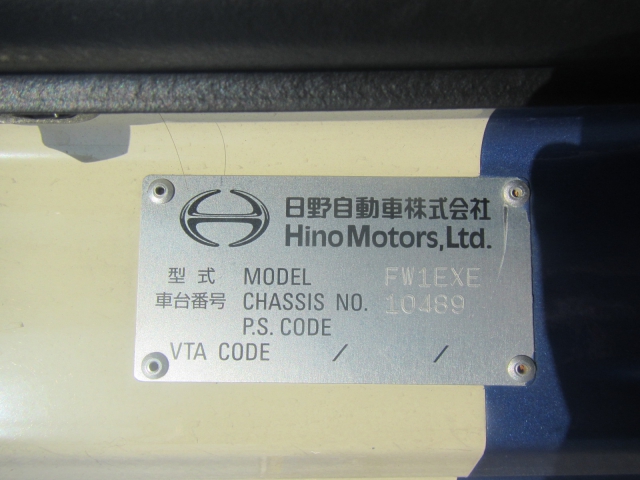 日野自動車株式会社
Hino Motors, Ltd.
型式 MODEL FW1EXE
車台番号 CHASSIS NO. 10489
P.S. CODE
VTA CODE / /